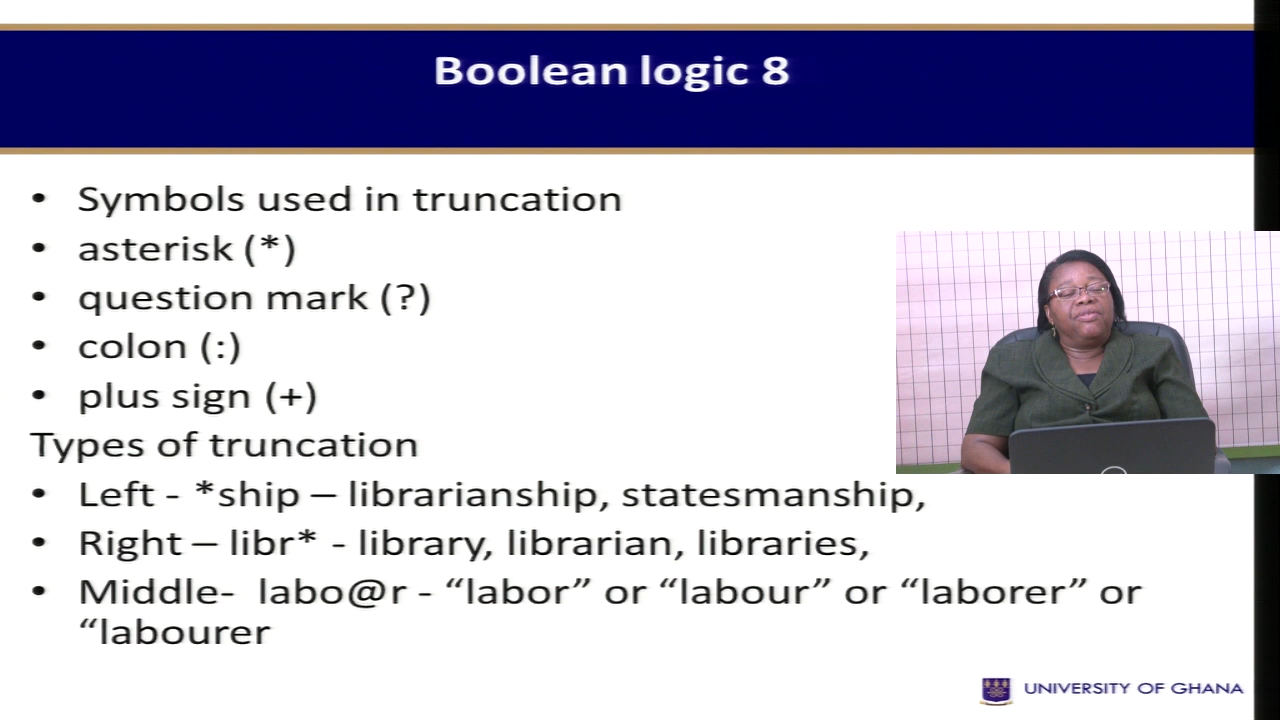 Boolean logic 8
• Symbols used in truncation
• asterisk (*)
• question mark (?)
• colon (:)
• plus sign (+)
Types of truncation
• Left - *ship – librarianship, statesmanship,
• Right – libr* - library, librarian, libraries,
• Middle-  labo@r - “labor” or “labour” or “laborer” or
“labourer
UNIVERSITY OF GHANA